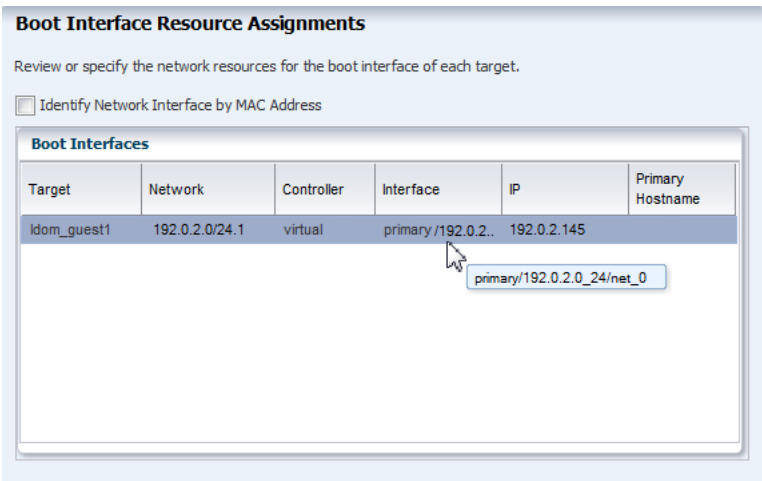 Boot Interface Resource Assignments
Review or specify the network resources for the boot interface of each target.
Identify Network Interface by MAC Address
Boot Interfaces
Target Network Controller Interface IP Primary Hostname
ldom_guest1 192.0.2.0/24.1 virtual primary/192.0.2.. 192.0.2.145
primary/192.0.2.0_24/net_0